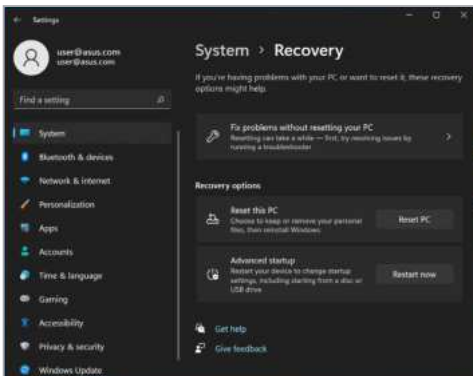 Settings
user@asus.com
user@asus.com
Find a setting
System
Bluetooth & devices
Network & internet
Personalization
Apps
Accounts
Time & language
Gaming
Accessibility
Privacy & security
Windows Update
System > Recovery
If you're having problems with your PC or want to reset it, these recovery
options might help.
Fix problems without resetting your PC
Resetting can take a while — first, try resolving issues by
running a troubleshooter
Recovery options
Reset this PC
Choose to keep or remove your personal
files, then reinstall Windows
Reset PC
Advanced startup
Restart your device to change startup
settings, including starting from a disc or
USB drive
Restart now
Get help
Give feedback